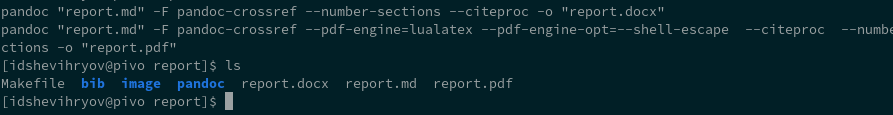 pandoc "report.md" -F pandoc-crossref --number-sections --citeproc -o "report.docx"
pandoc "report.md" -F pandoc-crossref --pdf-engine=lualatex --pdf-engine-opt=--shell-escape  --citeproc  --numbe
ctions -o "report.pdf"
[idshevihryov@pivo report]$ ls
Makefile  bib  image  pandoc  report.docx  report.md  report.pdf
[idshevihryov@pivo report]$